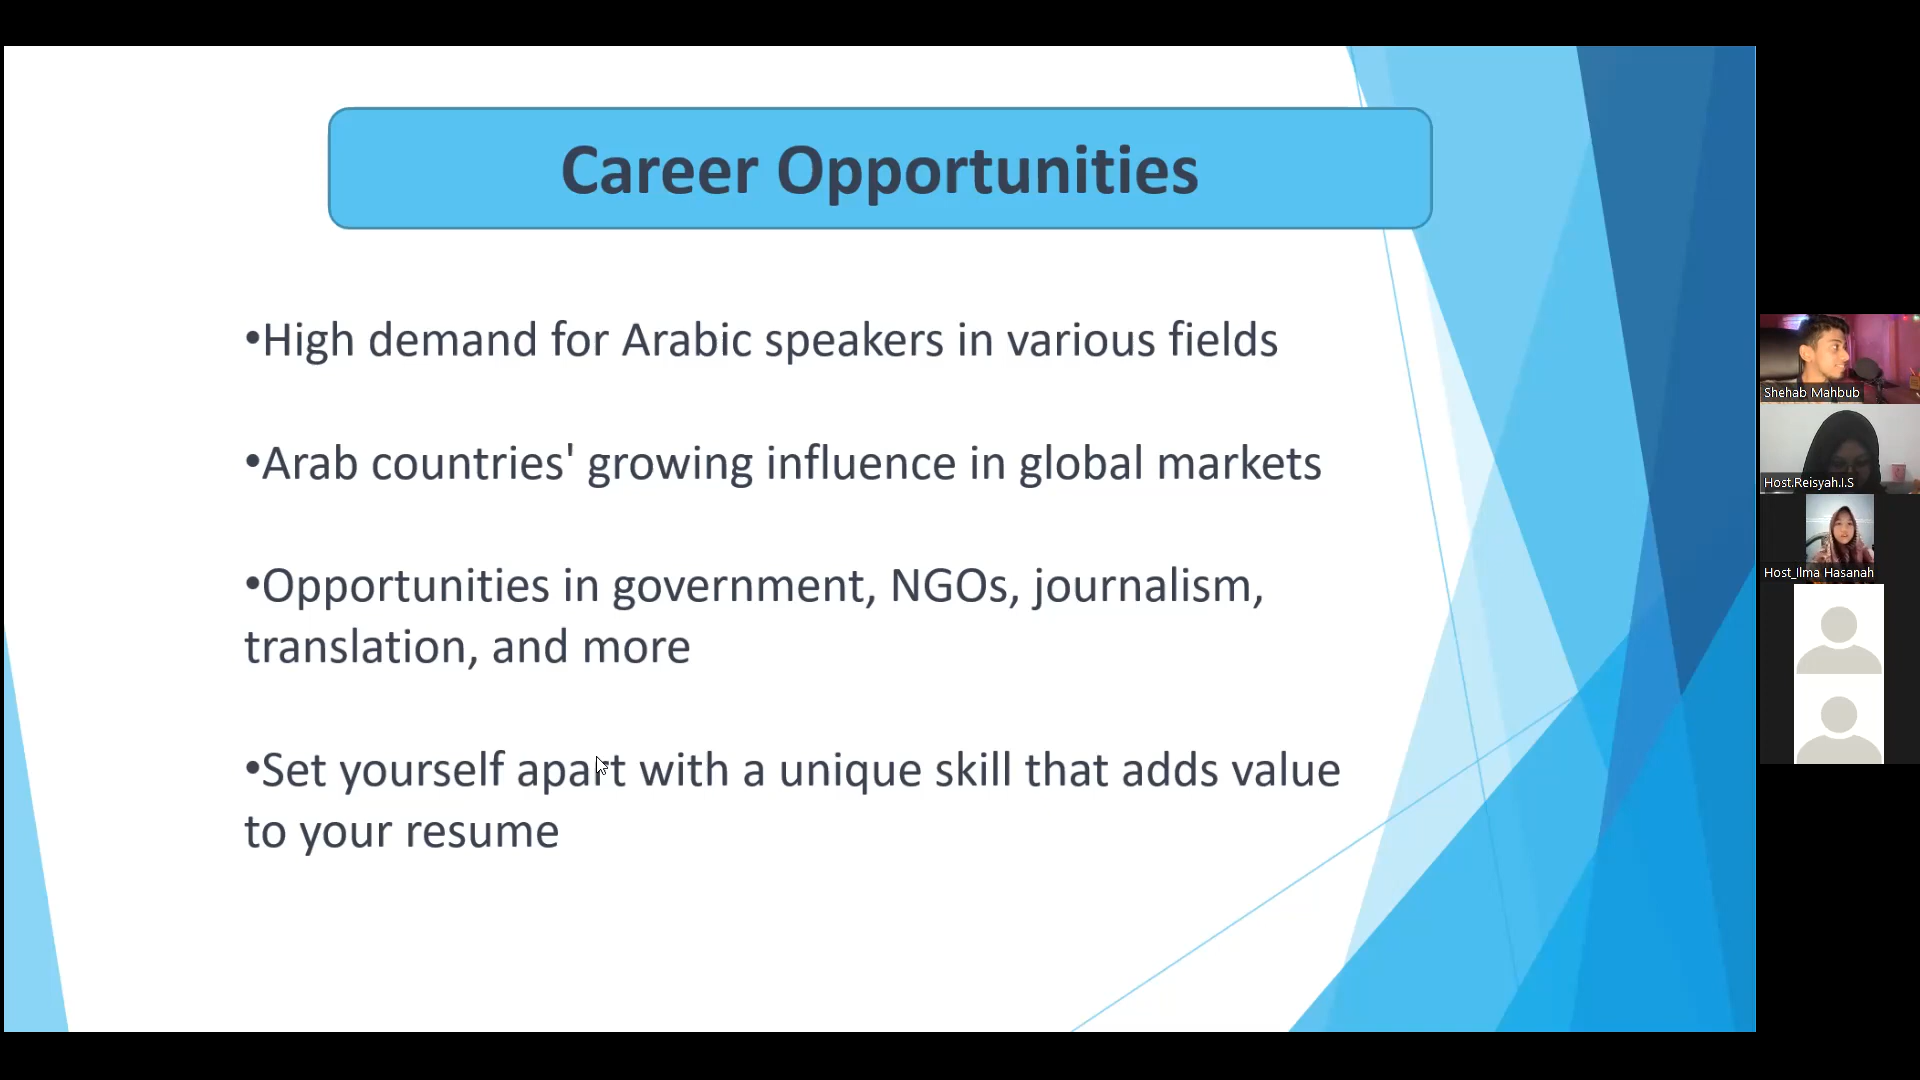 Career Opportunities
•High demand for Arabic speakers in various fields
•Arab countries' growing influence in global markets
•Opportunities in government, NGOs, journalism,
translation, and more
•Set yourself apart with a unique skill that adds value
to your resume
Shehab Mahbub
Host.Reisyah.I.S
Host_Ilma Hasanah